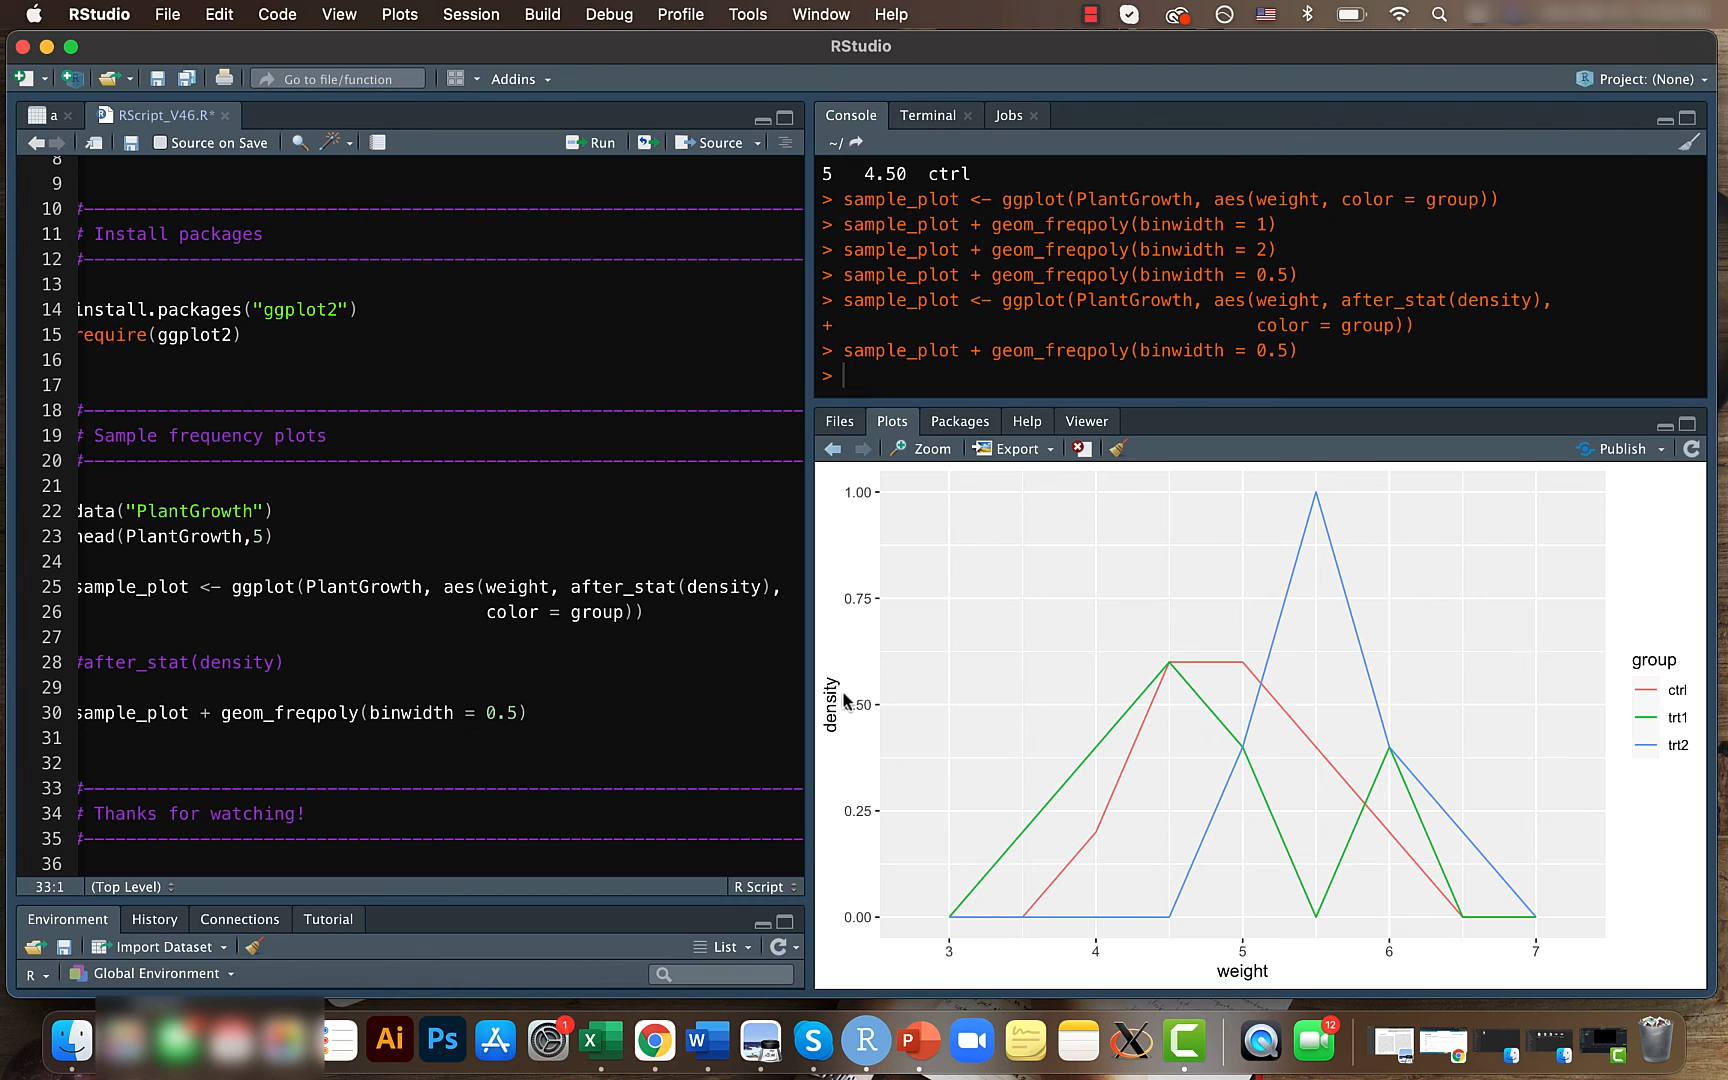 RStudio File Edit Code View Plots Session Build Debug Profile Tools Window Help
RStudio
Go to file/function Addins Project: (None)
a RScript_V46.R*
Source on Save Run Source
8
9
10 #--------------------------------------------------------------------
11 # Install packages
12 #--------------------------------------------------------------------
13
14 install.packages("ggplot2")
15 require(ggplot2)
16
17
18 #--------------------------------------------------------------------
19 # Sample frequency plots
20 #--------------------------------------------------------------------
21
22 data("PlantGrowth")
23 head(PlantGrowth,5)
24
25 sample_plot <- ggplot(PlantGrowth, aes(weight, after_stat(density),
26 color = group))
27
28 #after_stat(density)
29
30 sample_plot + geom_freqpoly(binwidth = 0.5)
31
32
33 #--------------------------------------------------------------------
34 # Thanks for watching!
35 #--------------------------------------------------------------------
36
33:1 (Top Level) R Script
Environment History Connections Tutorial
Import Dataset List
R Global Environment
Console Terminal Jobs
~/
5 4.50 ctrl
> sample_plot <- ggplot(PlantGrowth, aes(weight, color = group))
> sample_plot + geom_freqpoly(binwidth = 1)
> sample_plot + geom_freqpoly(binwidth = 2)
> sample_plot + geom_freqpoly(binwidth = 0.5)
> sample_plot <- ggplot(PlantGrowth, aes(weight, after_stat(density),
+ color = group))
> sample_plot + geom_freqpoly(binwidth = 0.5)
>
Files Plots Packages Help Viewer
Zoom Export Publish
1.00
0.75
.50
0.25
0.00
density
3 4 5 6 7
weight
group
ctrl
trt1
trt2
Ai Ps 1 X W S R P 12